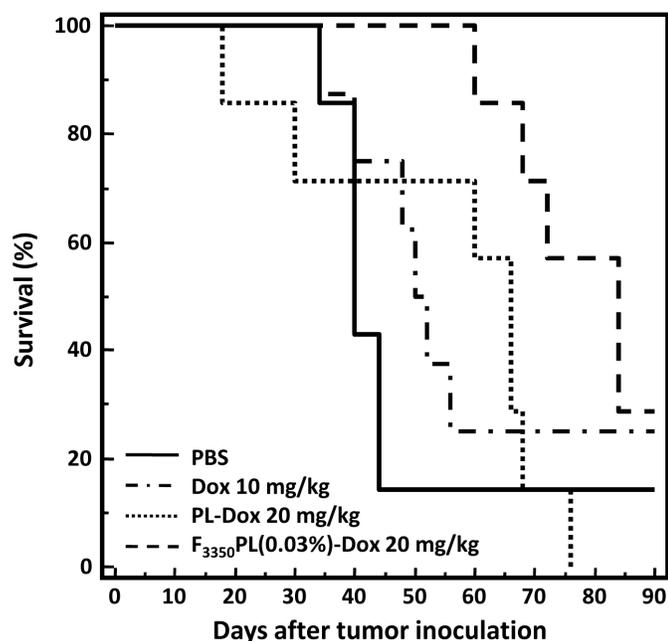 100
80
60
40
20
0
Survival (%)
PBS
Dox 10 mg/kg
PL-Dox 20 mg/kg
F₃₃₅₀PL(0.03%)-Dox 20 mg/kg
0 10 20 30 40 50 60 70 80 90
Days after tumor inoculation